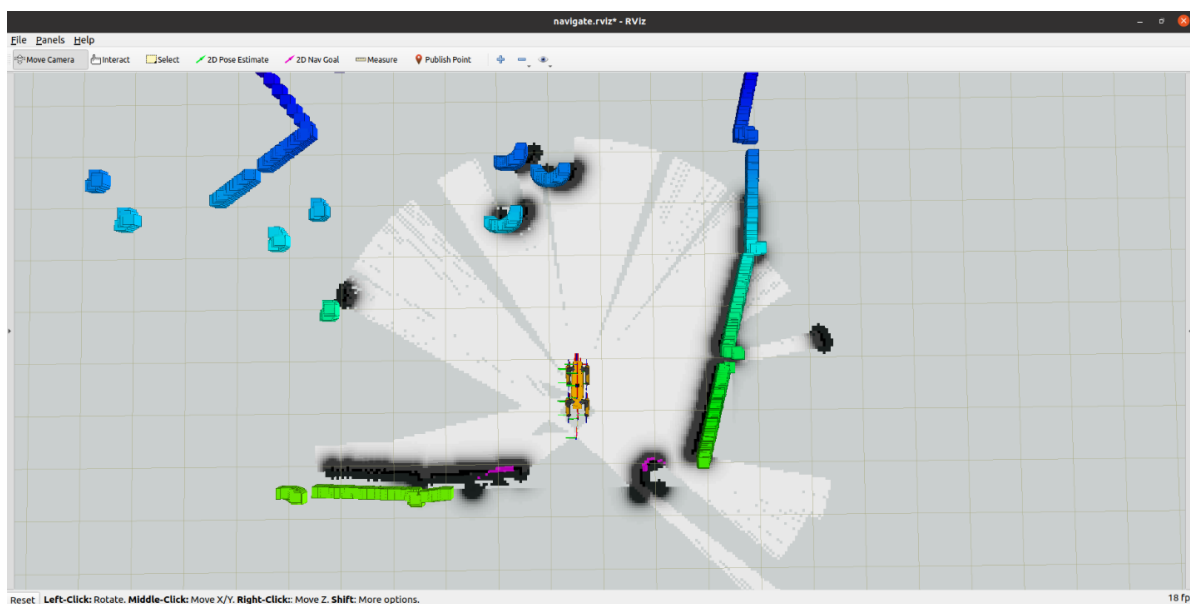 navigate.rviz* - RViz
File Panels Help
Move Camera Interact Select 2D Pose Estimate 2D Nav Goal Measure Publish Point
Reset Left-Click: Rotate. Middle-Click: Move X/Y. Right-Click:: Move Z. Shift: More options. 18 fp